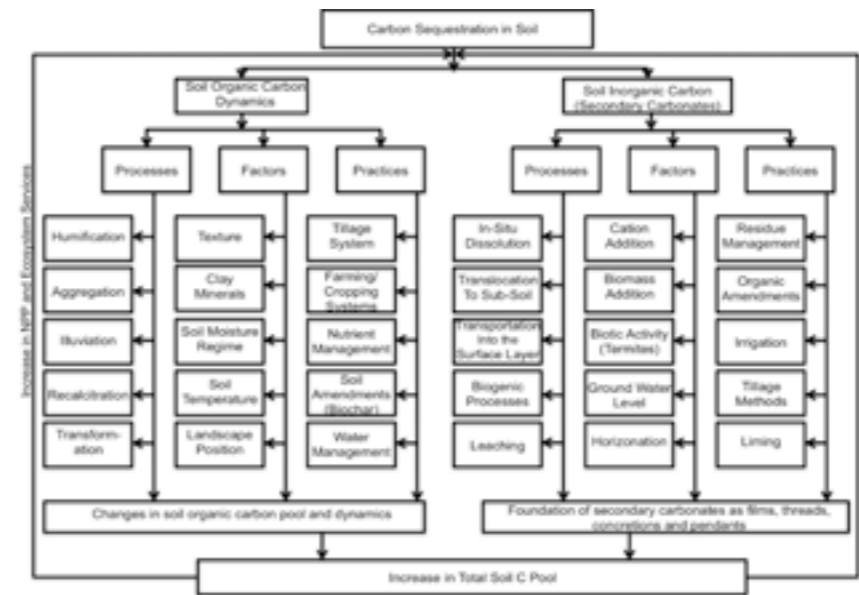 Carbon Sequestration in Soil
Soil Organic Carbon
Dynamics
Soil Inorganic Carbon
(Secondary Carbonates)
Processes
Factors
Practices
Processes
Factors
Practices
Humification
Texture
Tillage
System
In-Situ
Dissolution
Cation
Addition
Residue
Management
Aggregation
Clay
Minerals
Farming/
Cropping
Systems
Translocation
To Sub-Soil
Biomass
Addition
Organic
Amendments
Illuviation
Soil Moisture
Regime
Nutrient
Management
Transportation
Into the
Surface Layer
Biotic Activity
(Termites)
Irrigation
Recalcitration
Soil
Temperature
Soil
Amendments
(Biochar)
Biogenic
Processes
Ground Water
Level
Tillage
Methods
Transform-
ation
Landscape
Position
Water
Management
Leaching
Horizonation
Liming
Changes in soil organic carbon pool and dynamics
Foundation of secondary carbonates as films, threads,
concretions and pendants
Increase in Total Soil C Pool
Increase in NPP and Ecosystem Services